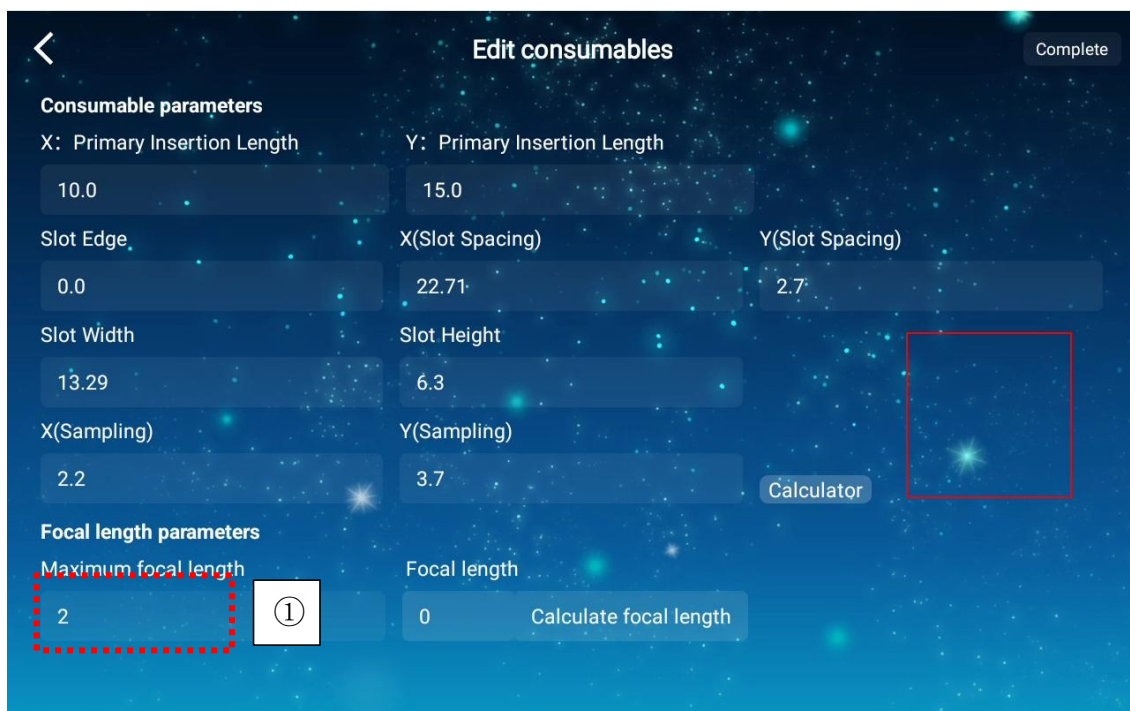 Edit consumables
Complete
Consumable parameters
X：Primary Insertion Length Y：Primary Insertion Length
10.0 15.0
Slot Edge X(Slot Spacing) Y(Slot Spacing)
0.0 22.71 2.7
Slot Width Slot Height
13.29 6.3
X(Sampling) Y(Sampling)
2.2 3.7 Calculator
Focal length parameters
Maximum focal length Focal length
2 ① 0 Calculate focal length